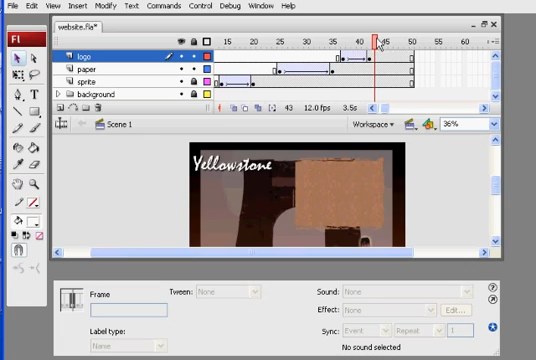 File Edit View Insert Modify Text Commands Control Debug Window Help
website.fla*
Fl
15 20 25 30 35 40 45 50 55 60
logo
paper
sprite
background
43 12.0 fps 3.5s
Scene 1 Workspace 36%
Yellowstone
Frame Tween: None Sound: None
Effect: None Edit...
Label type: Sync: Event Repeat 1
Name No sound selected